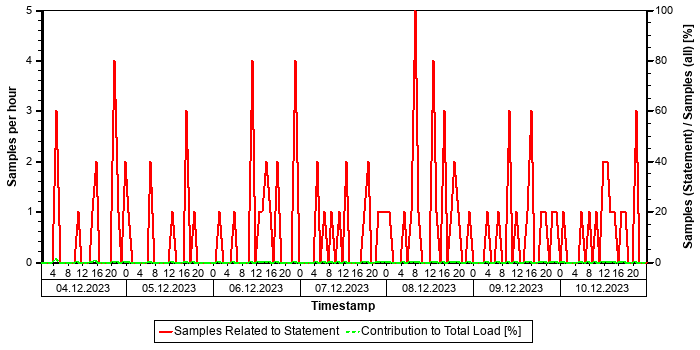 Samples per hour
5
4
3
2
1
0
100
80
60
40
20
0
Samples (Statement) / Samples (all) [%]
4 8 12 16 20 0 4 8 12 16 20 0 4 8 12 16 20 0 4 8 12 16 20 0 4 8 12 16 20 0 4 8 12 16 20 0 4 8 12 16 20
04.12.2023 05.12.2023 06.12.2023 07.12.2023 08.12.2023 09.12.2023 10.12.2023
Timestamp
Samples Related to Statement Contribution to Total Load [%]